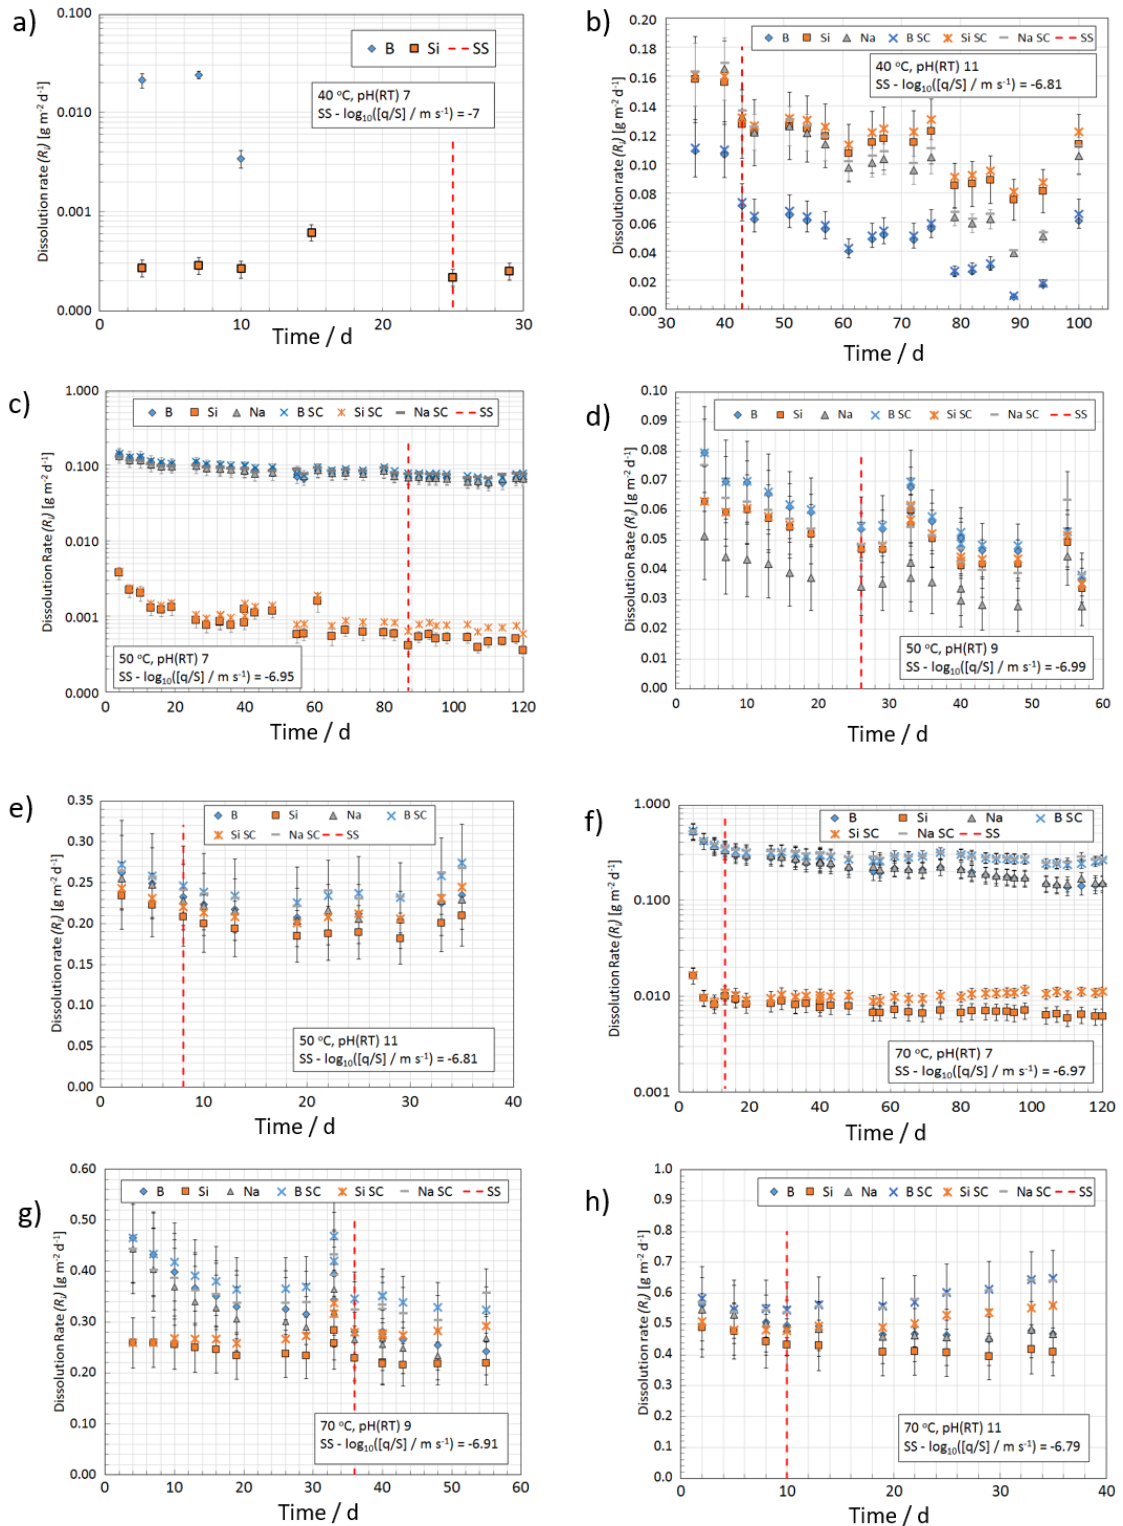 a)
0.100
0.010
0.001
0.000
Dissolution rate (Rᵢ) [g m⁻² d⁻¹]
B Si SS
40 °C, pH(RT) 7
SS - log₁₀([q/S] / m s⁻¹) = -7
0 10 20 30
Time / d
b)
0.20
0.18
0.16
0.14
0.12
0.10
0.08
0.06
0.04
0.02
0.00
Dissolution rate (Rᵢ) [g m⁻² d⁻¹]
B Si Na B SC Si SC Na SC SS
40 °C, pH(RT) 11
SS - log₁₀([q/S] / m s⁻¹) = -6.81
30 40 50 60 70 80 90 100
Time / d
c)
1.000
0.100
0.010
0.001
0.000
Dissolution Rate (Rᵢ) [g m⁻² d⁻¹]
B Si Na B SC Si SC Na SC SS
50 °C, pH(RT) 7
SS - log₁₀([q/S] / m s⁻¹) = -6.95
0 20 40 60 80 100 120
Time / d
d)
0.10
0.09
0.08
0.07
0.06
0.05
0.04
0.03
0.02
0.01
0.00
Dissolution rate (Rᵢ) [g m⁻² d⁻¹]
B Si Na B SC Si SC Na SC SS
50 °C, pH(RT) 9
SS - log₁₀([q/S] / m s⁻¹) = -6.99
0 10 20 30 40 50 60
Time / d
e)
0.35
0.30
0.25
0.20
0.15
0.10
0.05
0.00
Dissolution rate (Rᵢ) [g m⁻² d⁻¹]
B Si Na B SC
Si SC Na SC SS
50 °C, pH(RT) 11
SS - log₁₀([q/S] / m s⁻¹) = -6.81
0 10 20 30 40
Time / d
f)
1.000
0.100
0.010
0.001
Dissolution Rate (Rᵢ) [g m⁻² d⁻¹]
B Si Na B SC
Si SC Na SC SS
70 °C, pH(RT) 7
SS - log₁₀([q/S] / m s⁻¹) = -6.97
0 20 40 60 80 100 120
Time / d
g)
0.60
0.50
0.40
0.30
0.20
0.10
0.00
Dissolution rate (Rᵢ) [g m⁻² d⁻¹]
B Si Na B SC Si SC Na SC SS
70 °C, pH(RT) 9
SS - log₁₀([q/S] / m s⁻¹) = -6.91
0 10 20 30 40 50 60
Time / d
h)
1.0
0.9
0.8
0.7
0.6
0.5
0.4
0.3
0.2
0.1
0.0
Dissolution rate (Rᵢ) [g m⁻² d⁻¹]
B Si Na B SC Si SC Na SC SS
70 °C, pH(RT) 11
SS - log₁₀([q/S] / m s⁻¹) = -6.79
0 10 20 30 40
Time / d